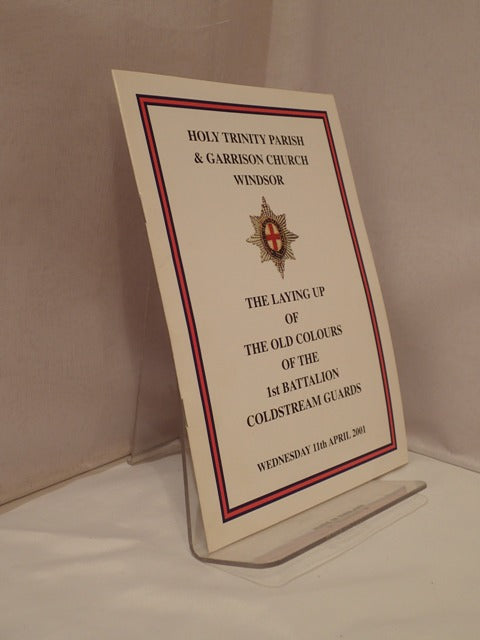 HOLY TRINITY PARISH
& GARRISON CHURCH
WINDSOR
THE LAYING UP
OF
THE OLD COLOURS
OF THE
1st BATTALION
COLDSTREAM GUARDS
WEDNESDAY 11th APRIL 2001